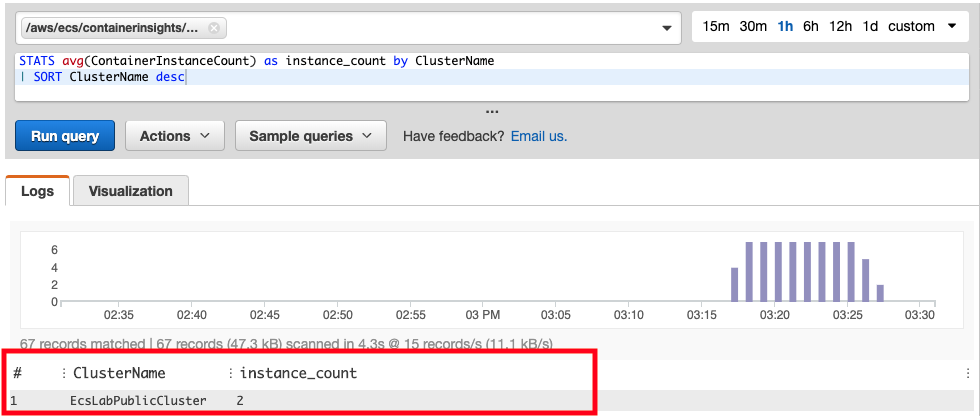 /aws/ecs/containerinsights/...
15m 30m 1h 6h 12h 1d custom
STATS avg(ContainerInstanceCount) as instance_count by ClusterName
| SORT ClusterName desc
Run query Actions Sample queries Have feedback? Email us.
Logs Visualization
6
4
2
0
02:35 02:40 02:45 02:50 02:55 03 PM 03:05 03:10 03:15 03:20 03:25 03:30
67 records matched | 67 records (47.3 kB) scanned in 4.3s @ 15 records/s (11.1 kB/s)
# ClusterName instance_count
1 EcsLabPublicCluster 2